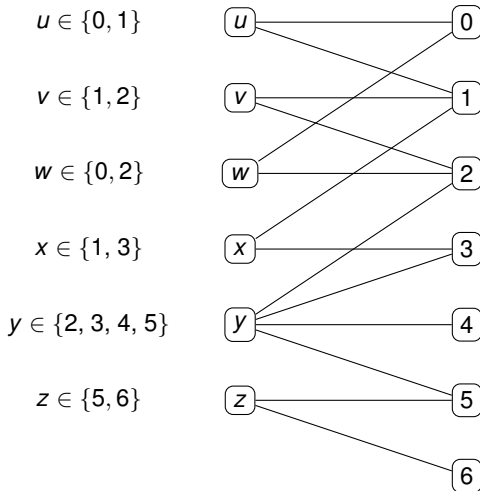 u ∈ {0, 1} u 0
v ∈ {1, 2} v 1
w ∈ {0, 2} w 2
x ∈ {1, 3} x 3
y ∈ {2, 3, 4, 5} y 4
z ∈ {5, 6} z 5
6